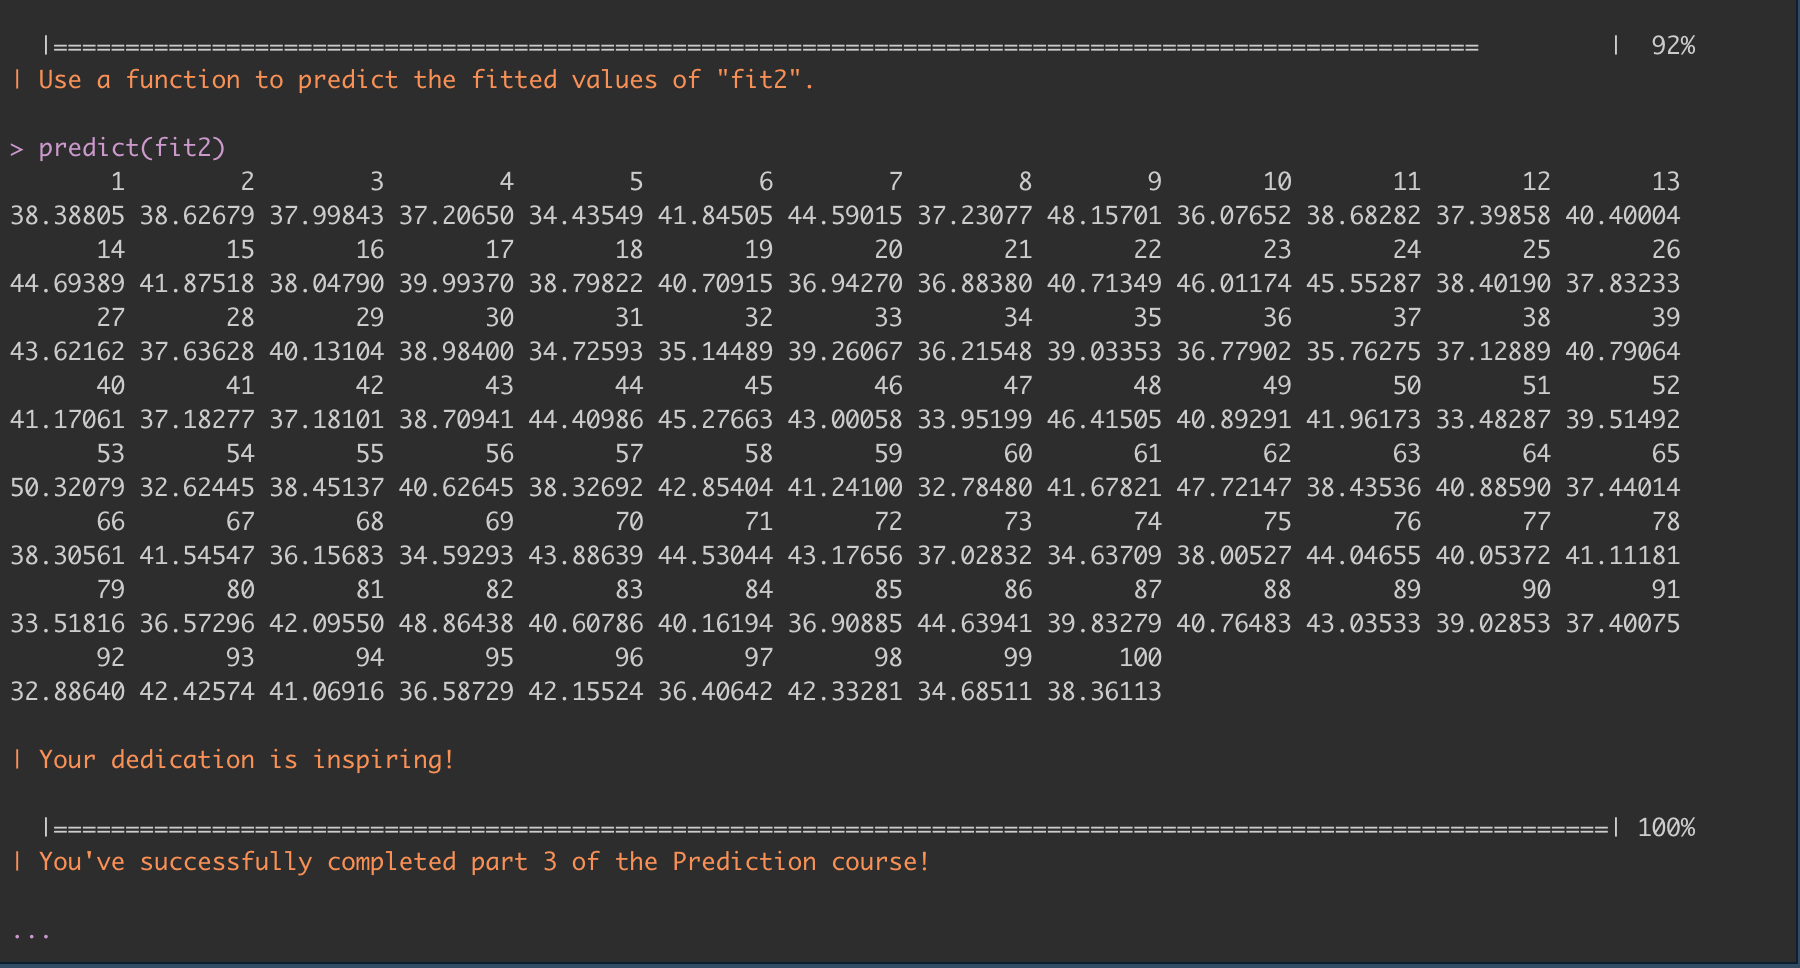 |===================================================================================================         |  92%
| Use a function to predict the fitted values of "fit2".
> predict(fit2)
       1        2        3        4        5        6        7        8        9       10       11       12       13
38.38805 38.62679 37.99843 37.20650 34.43549 41.84505 44.59015 37.23077 48.15701 36.07652 38.68282 37.39858 40.40004
      14       15       16       17       18       19       20       21       22       23       24       25       26
44.69389 41.87518 38.04790 39.99370 38.79822 40.70915 36.94270 36.88380 40.71349 46.01174 45.55287 38.40190 37.83233
      27       28       29       30       31       32       33       34       35       36       37       38       39
43.62162 37.63628 40.13104 38.98400 34.72593 35.14489 39.26067 36.21548 39.03353 36.77902 35.76275 37.12889 40.79064
      40       41       42       43       44       45       46       47       48       49       50       51       52
41.17061 37.18277 37.18101 38.70941 44.40986 45.27663 43.00058 33.95199 46.41505 40.89291 41.96173 33.48287 39.51492
      53       54       55       56       57       58       59       60       61       62       63       64       65
50.32079 32.62445 38.45137 40.62645 38.32692 42.85404 41.24100 32.78480 41.67821 47.72147 38.43536 40.88590 37.44014
      66       67       68       69       70       71       72       73       74       75       76       77       78
38.30561 41.54547 36.15683 34.59293 43.88639 44.53044 43.17656 37.02832 34.63709 38.00527 44.04655 40.05372 41.11181
      79       80       81       82       83       84       85       86       87       88       89       90       91
33.51816 36.57296 42.09550 48.86438 40.60786 40.16194 36.90885 44.63941 39.83279 40.76483 43.03533 39.02853 37.40075
      92       93       94       95       96       97       98       99      100
32.88640 42.42574 41.06916 36.58729 42.15524 36.40642 42.33281 34.68511 38.36113
| Your dedication is inspiring!
|============================================================================================================| 100%
| You've successfully completed part 3 of the Prediction course!
...